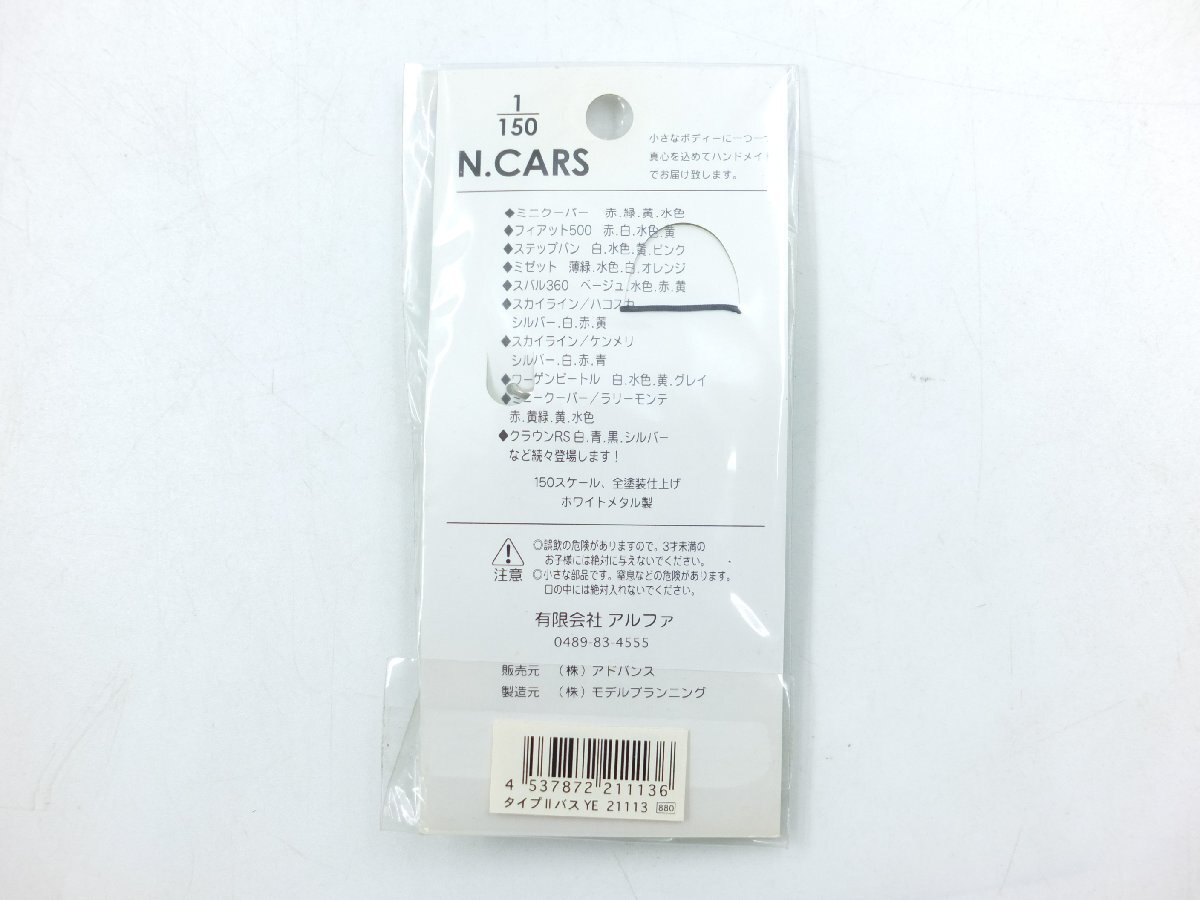 1
150
N.CARS
小さなボディーに一つ一つ
真心を込めてハンドメイ
でお届け致します。
◆ミニクーパー 赤.緑.黄.水色
◆フィアット500 赤.白.水色.黄
◆ステップバン 白.水色.黄.ピンク
◆ミゼット 薄緑.水色.白.オレンジ
◆スバル360 ベージュ.水色.赤.黄
◆スカイライン/ハコスカ
シルバー.白.赤.黄
◆スカイライン/ケンメリ
シルバー.白.赤.青
◆ワーゲンビートル 白.水色.黄.グレイ
◆ミニークーパー/ラリーモンテ
赤.黄緑.黄.水色
◆クラウンRS 白.青.黒.シルバー
など続々登場します!
150スケール、全塗装仕上げ
ホワイトメタル製
注意
◎誤飲の危険がありますので。3才未満の
お子様には絶対に与えないでください。
◎小さな部品です。窒息などの危険があります。
口の中には絶対入れないでください。
有限会社 アルファ
0489-83-4555
販売元 (株)アドバンス
製造元 (株)モデルプランニング
4 537872 211136
タイプⅡバス YE 21113 880